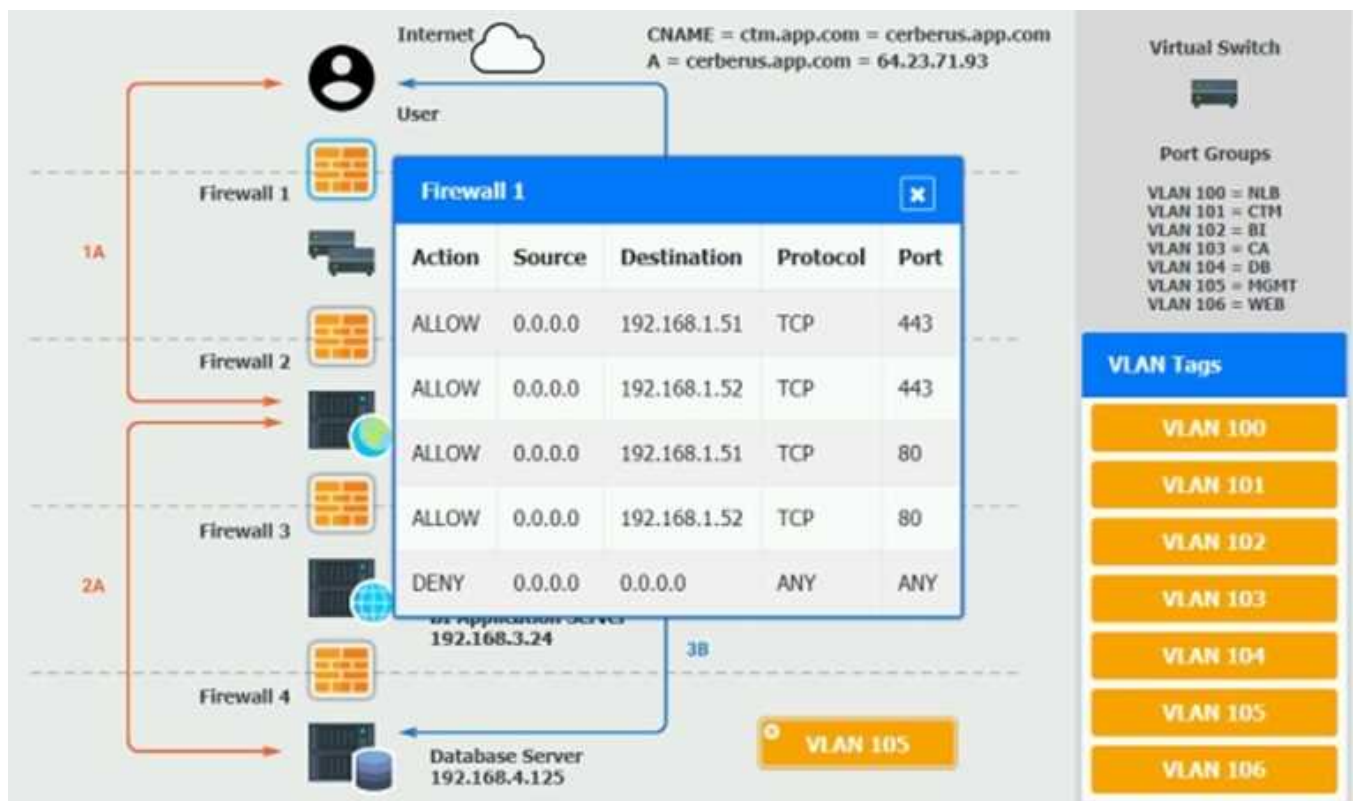 Internet
CNAME = ctm.app.com = cerberus.app.com
A = cerberus.app.com = 64.23.71.93
User
Firewall 1
1A
Firewall 2
Firewall 3
2A
Firewall 4
Firewall 1
Action Source Destination Protocol Port
ALLOW 0.0.0.0 192.168.1.51 TCP 443
ALLOW 0.0.0.0 192.168.1.52 TCP 443
ALLOW 0.0.0.0 192.168.1.51 TCP 80
ALLOW 0.0.0.0 192.168.1.52 TCP 80
DENY 0.0.0.0 0.0.0.0 ANY ANY
BI Application Server
192.168.3.24
3B
Database Server
192.168.4.125
VLAN 105
Virtual Switch
Port Groups
VLAN 100 = NLB
VLAN 101 = CTM
VLAN 102 = BI
VLAN 103 = CA
VLAN 104 = DB
VLAN 105 = MGMT
VLAN 106 = WEB
VLAN Tags
VLAN 100
VLAN 101
VLAN 102
VLAN 103
VLAN 104
VLAN 105
VLAN 106